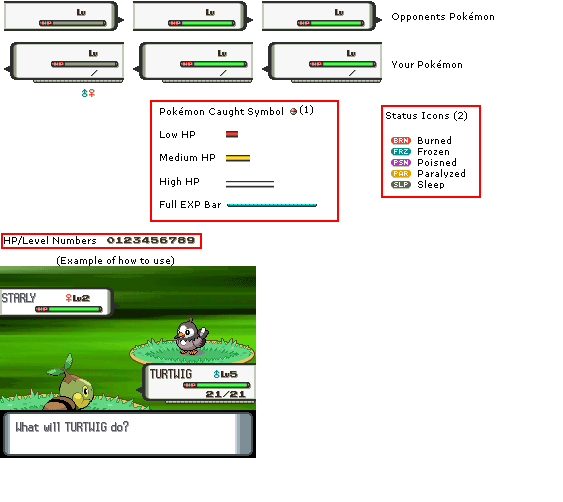 Lv
HP
Lv
HP
Lv
HP
Opponents Pokémon
Lv
HP
/
Lv
HP
/
Lv
HP
/
Your Pokémon
♂♀
Pokémon Caught Symbol (1)
Low HP
Medium HP
High HP
Full EXP Bar
Status Icons (2)
BRN Burned
FRZ Frozen
PSN Poisned
PAR Paralyzed
SLP Sleep
HP/Level Numbers 0123456789
(Example of how to use)
STARLY ♀Lv2
HP
TURTWIG ♂Lv5
HP
21/21
What will TURTWIG do?